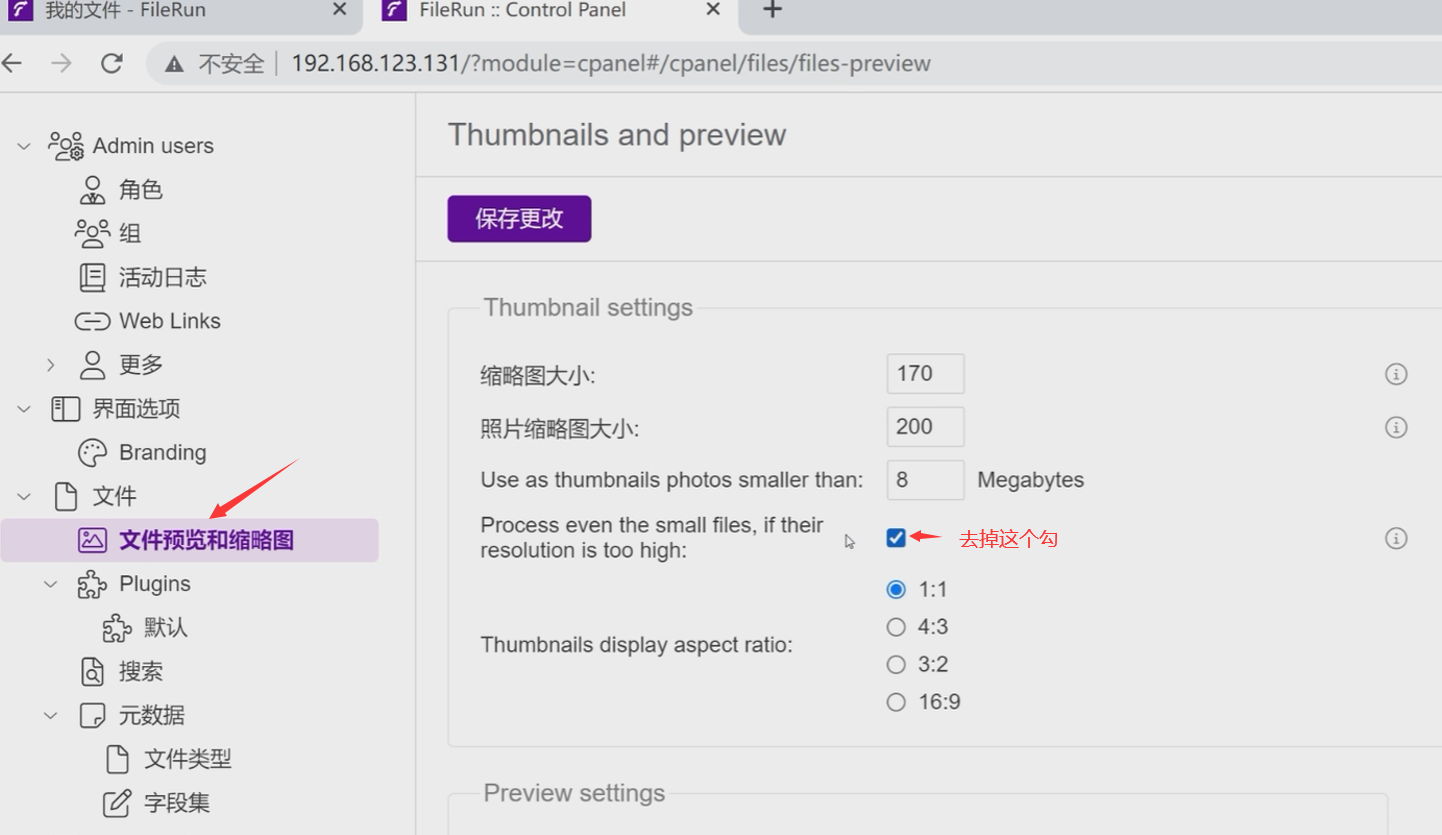 我的文件 - FileRun
FileRun :: Control Panel
不安全
192.168.123.131/?module=cpanel#/cpanel/files/files-preview
Admin users
角色
组
活动日志
Web Links
更多
界面选项
Branding
文件
文件预览和缩略图
Plugins
默认
搜索
元数据
文件类型
字段集
Thumbnails and preview
保存更改
Thumbnail settings
缩略图大小:
170
照片缩略图大小:
200
Use as thumbnails photos smaller than:
8
Megabytes
Process even the small files, if their
resolution is too high:
去掉这个勾
Thumbnails display aspect ratio:
1:1
4:3
3:2
16:9
Preview settings